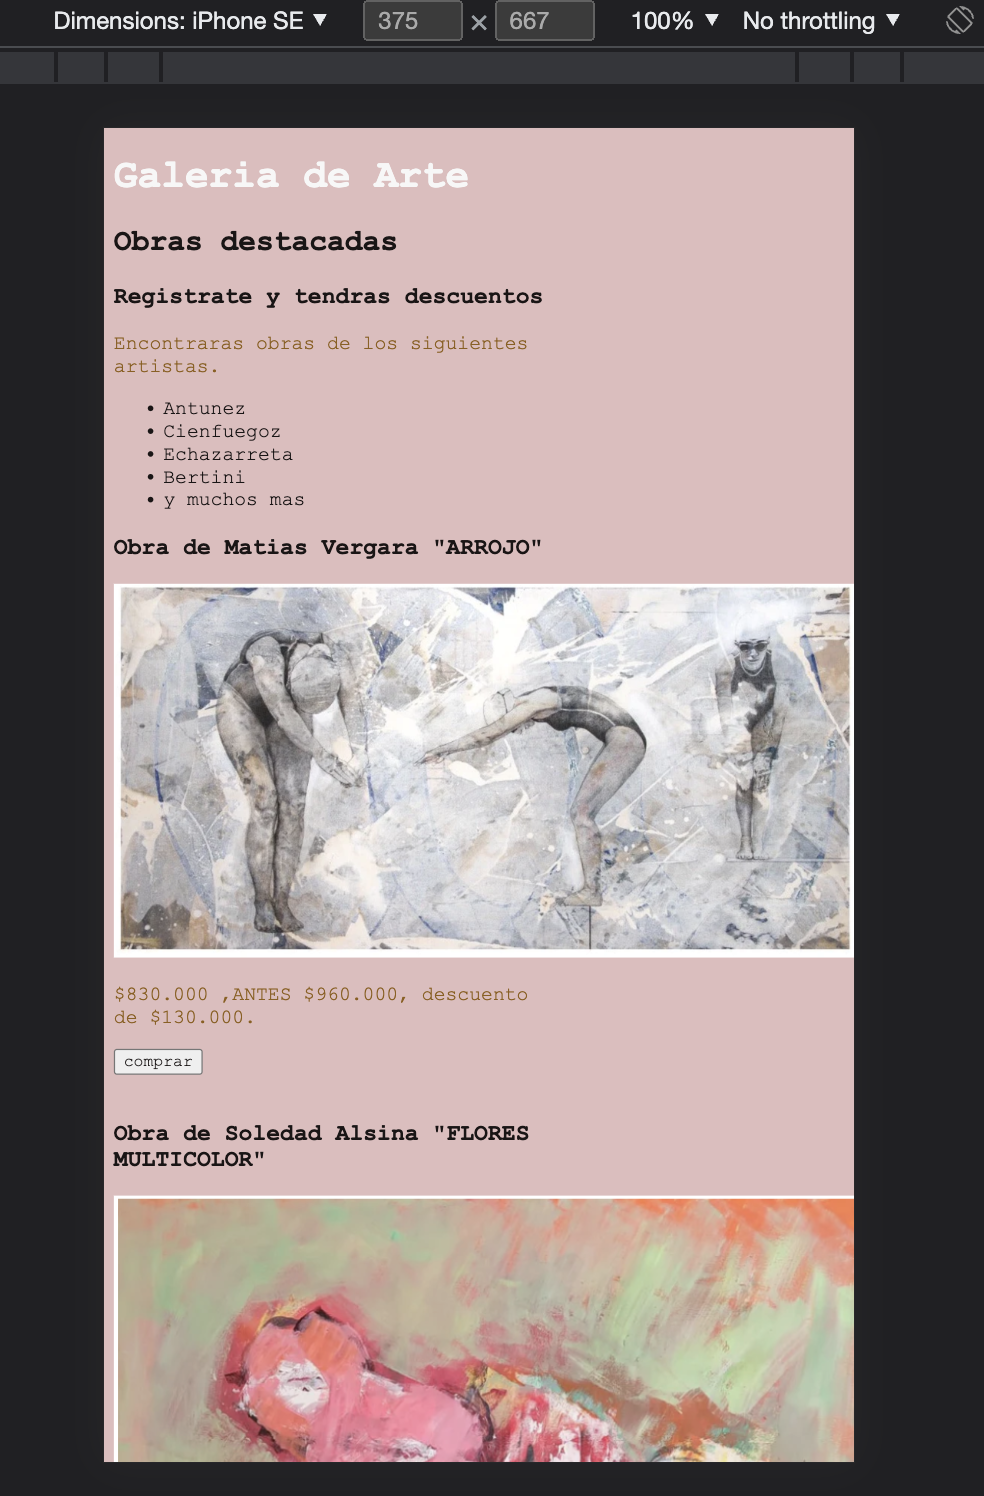 Dimensions: iPhone SE ▼ 375 × 667 100% ▼ No throttling ▼
Galeria de Arte
Obras destacadas
Registrate y tendras descuentos
Encontraras obras de los siguientes
artistas.
• Antunez
• Cienfuegoz
• Echazarreta
• Bertini
• y muchos mas
Obra de Matias Vergara "ARROJO"
$830.000 ,ANTES $960.000, descuento
de $130.000.
comprar
Obra de Soledad Alsina "FLORES
MULTICOLOR"